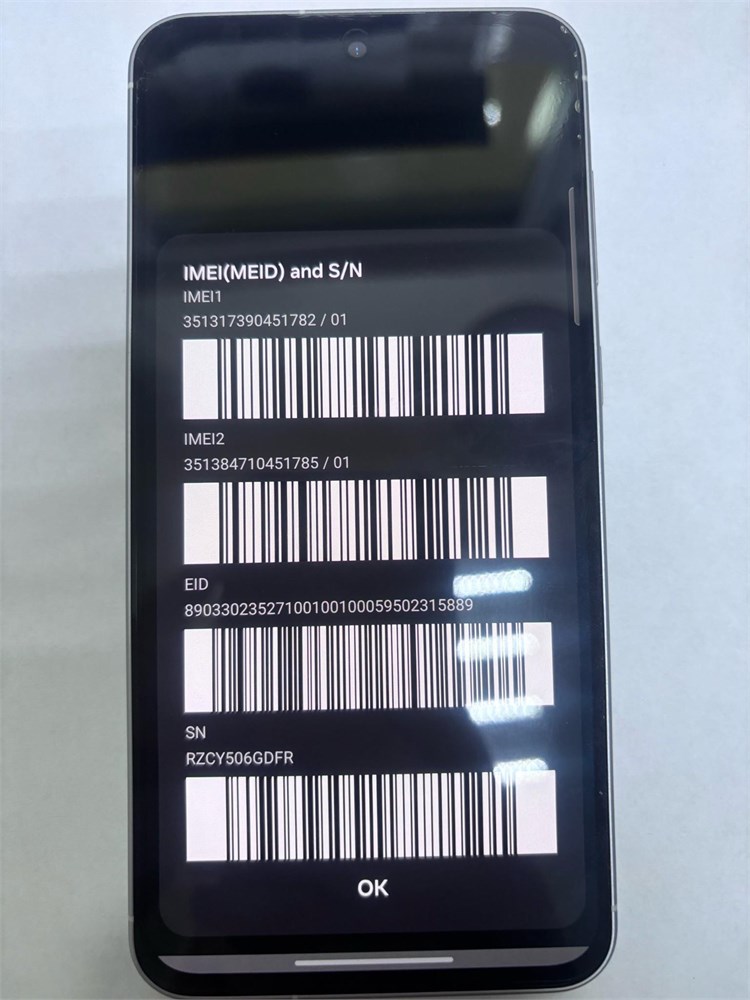 IMEI(MEID) and S/N
IMEI1
351317390451782 / 01
IMEI2
351384710451785 / 01
EID
89033023527100100100059502315889
SN
RZCY506GDFR
OK